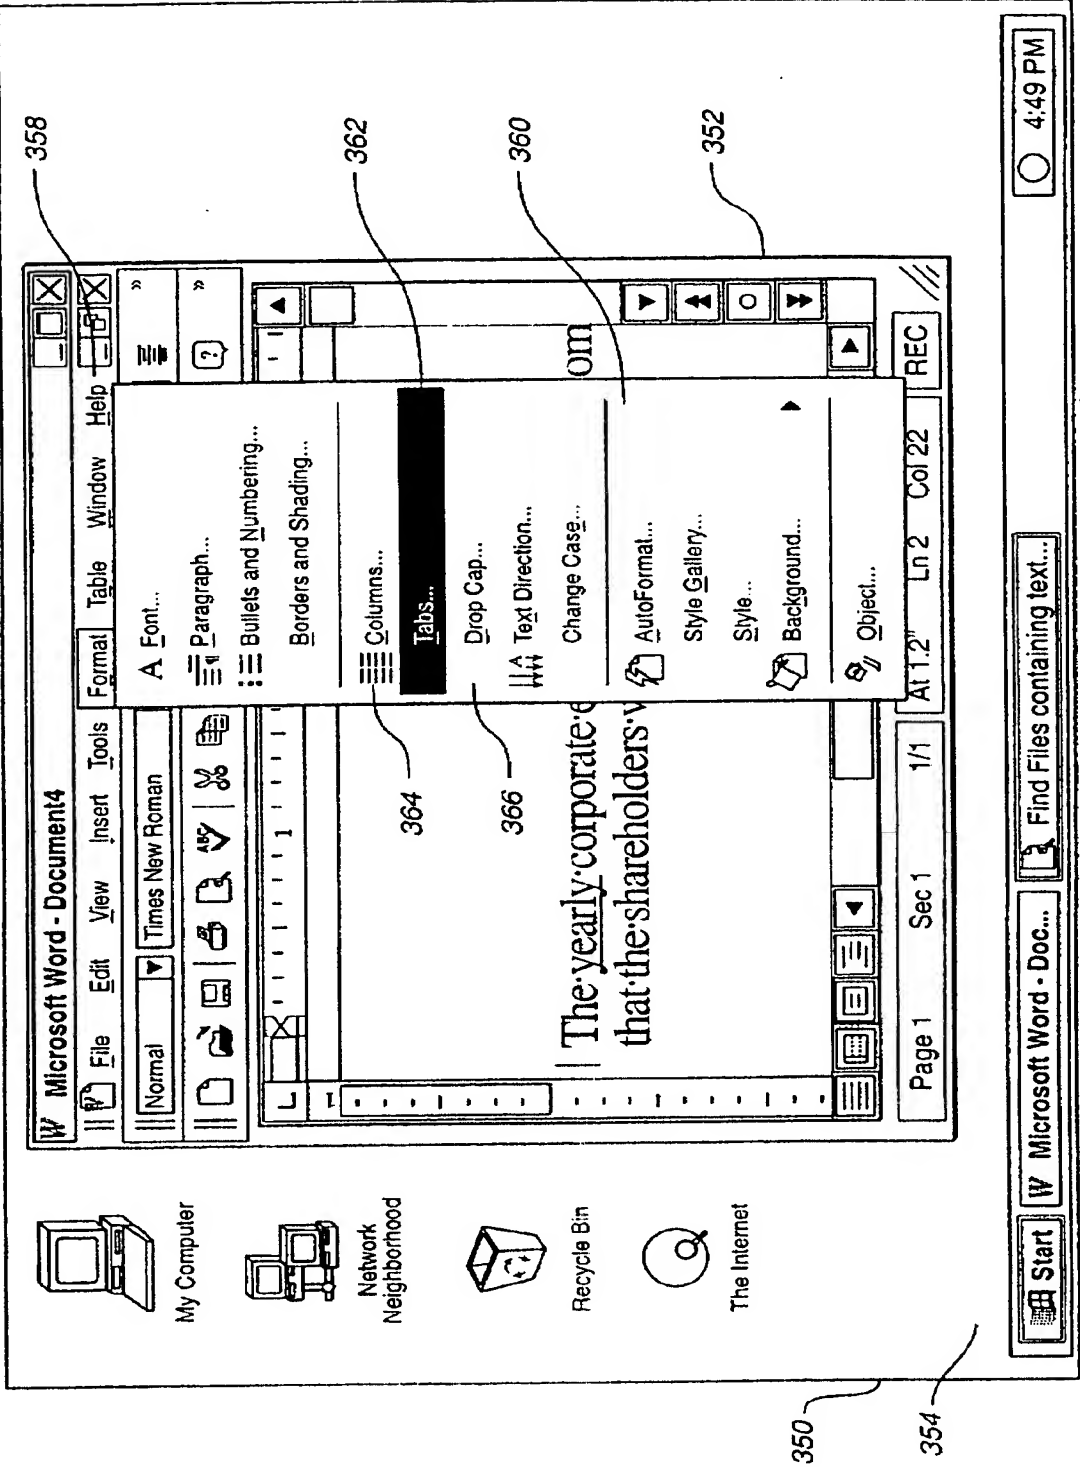 W Microsoft Word - Document4
File Edit View Insert Tools Format Table Window Help
Normal Times New Roman »
ABC ? »
L 1
A Font...
Paragraph...
Bullets and Numbering...
Borders and Shading...
Columns...
Tabs...
Drop Cap...
Text Direction...
Change Case...
AutoFormat...
Style Gallery...
Style...
Background...
Object...
The·yearly·corporate· om
that·the·shareholders·
Page 1 Sec 1 1/1 At 1.2" Ln 2 Col 22 REC
My Computer
Network
Neighborhood
Recycle Bin
The Internet
Start W Microsoft Word - Doc... Find Files containing text... 4:49 PM
358
362
360
352
364
366
350
354